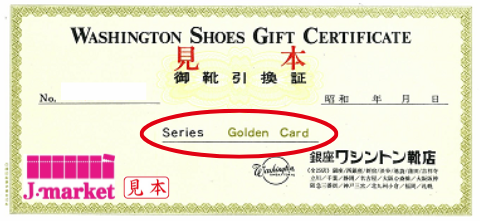 WASHINGTON SHOES GIFT CERTIFICATE
見本
御靴引換証
No.
昭和 年 月 日
Series Golden Card
Washington
銀座ワシントン靴店
J-market
見本